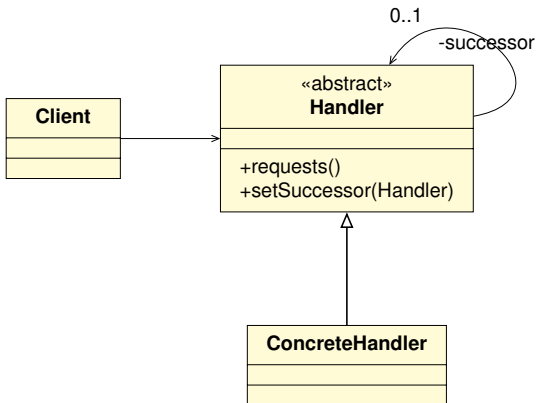 0..1
-successor
«abstract»
Handler
Client
+requests()
+setSuccessor(Handler)
ConcreteHandler